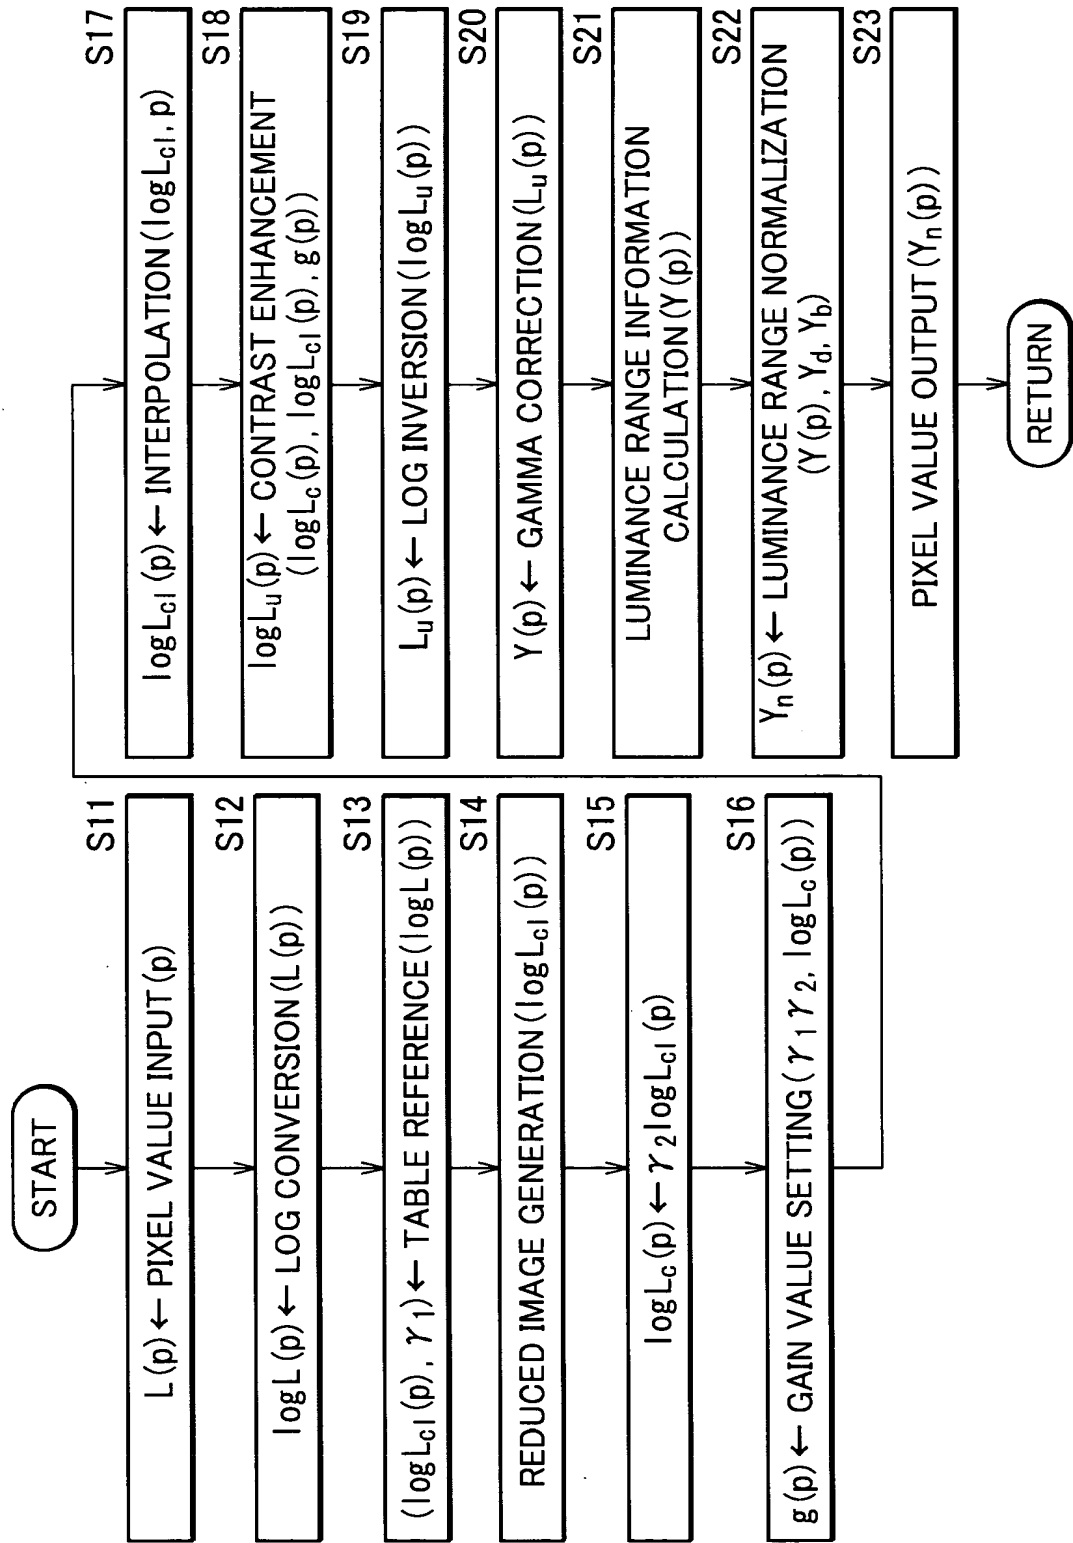 START
S11
L(p) ← PIXEL VALUE INPUT(p)
S12
logL(p) ← LOG CONVERSION(L(p))
S13
(logLcl(p), γ1) ← TABLE REFERENCE(logL(p))
S14
REDUCED IMAGE GENERATION(logLcl(p))
S15
logLc(p) ← γ2logLcl(p)
S16
g(p) ← GAIN VALUE SETTING(γ1γ2, logLc(p))
S17
logLcl(p) ← INTERPOLATION(logLcl, p)
S18
logLu(p) ← CONTRAST ENHANCEMENT
(logLc(p), logLcl(p), g(p))
S19
Lu(p) ← LOG INVERSION(logLu(p))
S20
Y(p) ← GAMMA CORRECTION(Lu(p))
S21
LUMINANCE RANGE INFORMATION
CALCULATION(Y(p))
S22
Yn(p) ← LUMINANCE RANGE NORMALIZATION
(Y(p), Yd, Yb)
S23
PIXEL VALUE OUTPUT(Yn(p))
RETURN